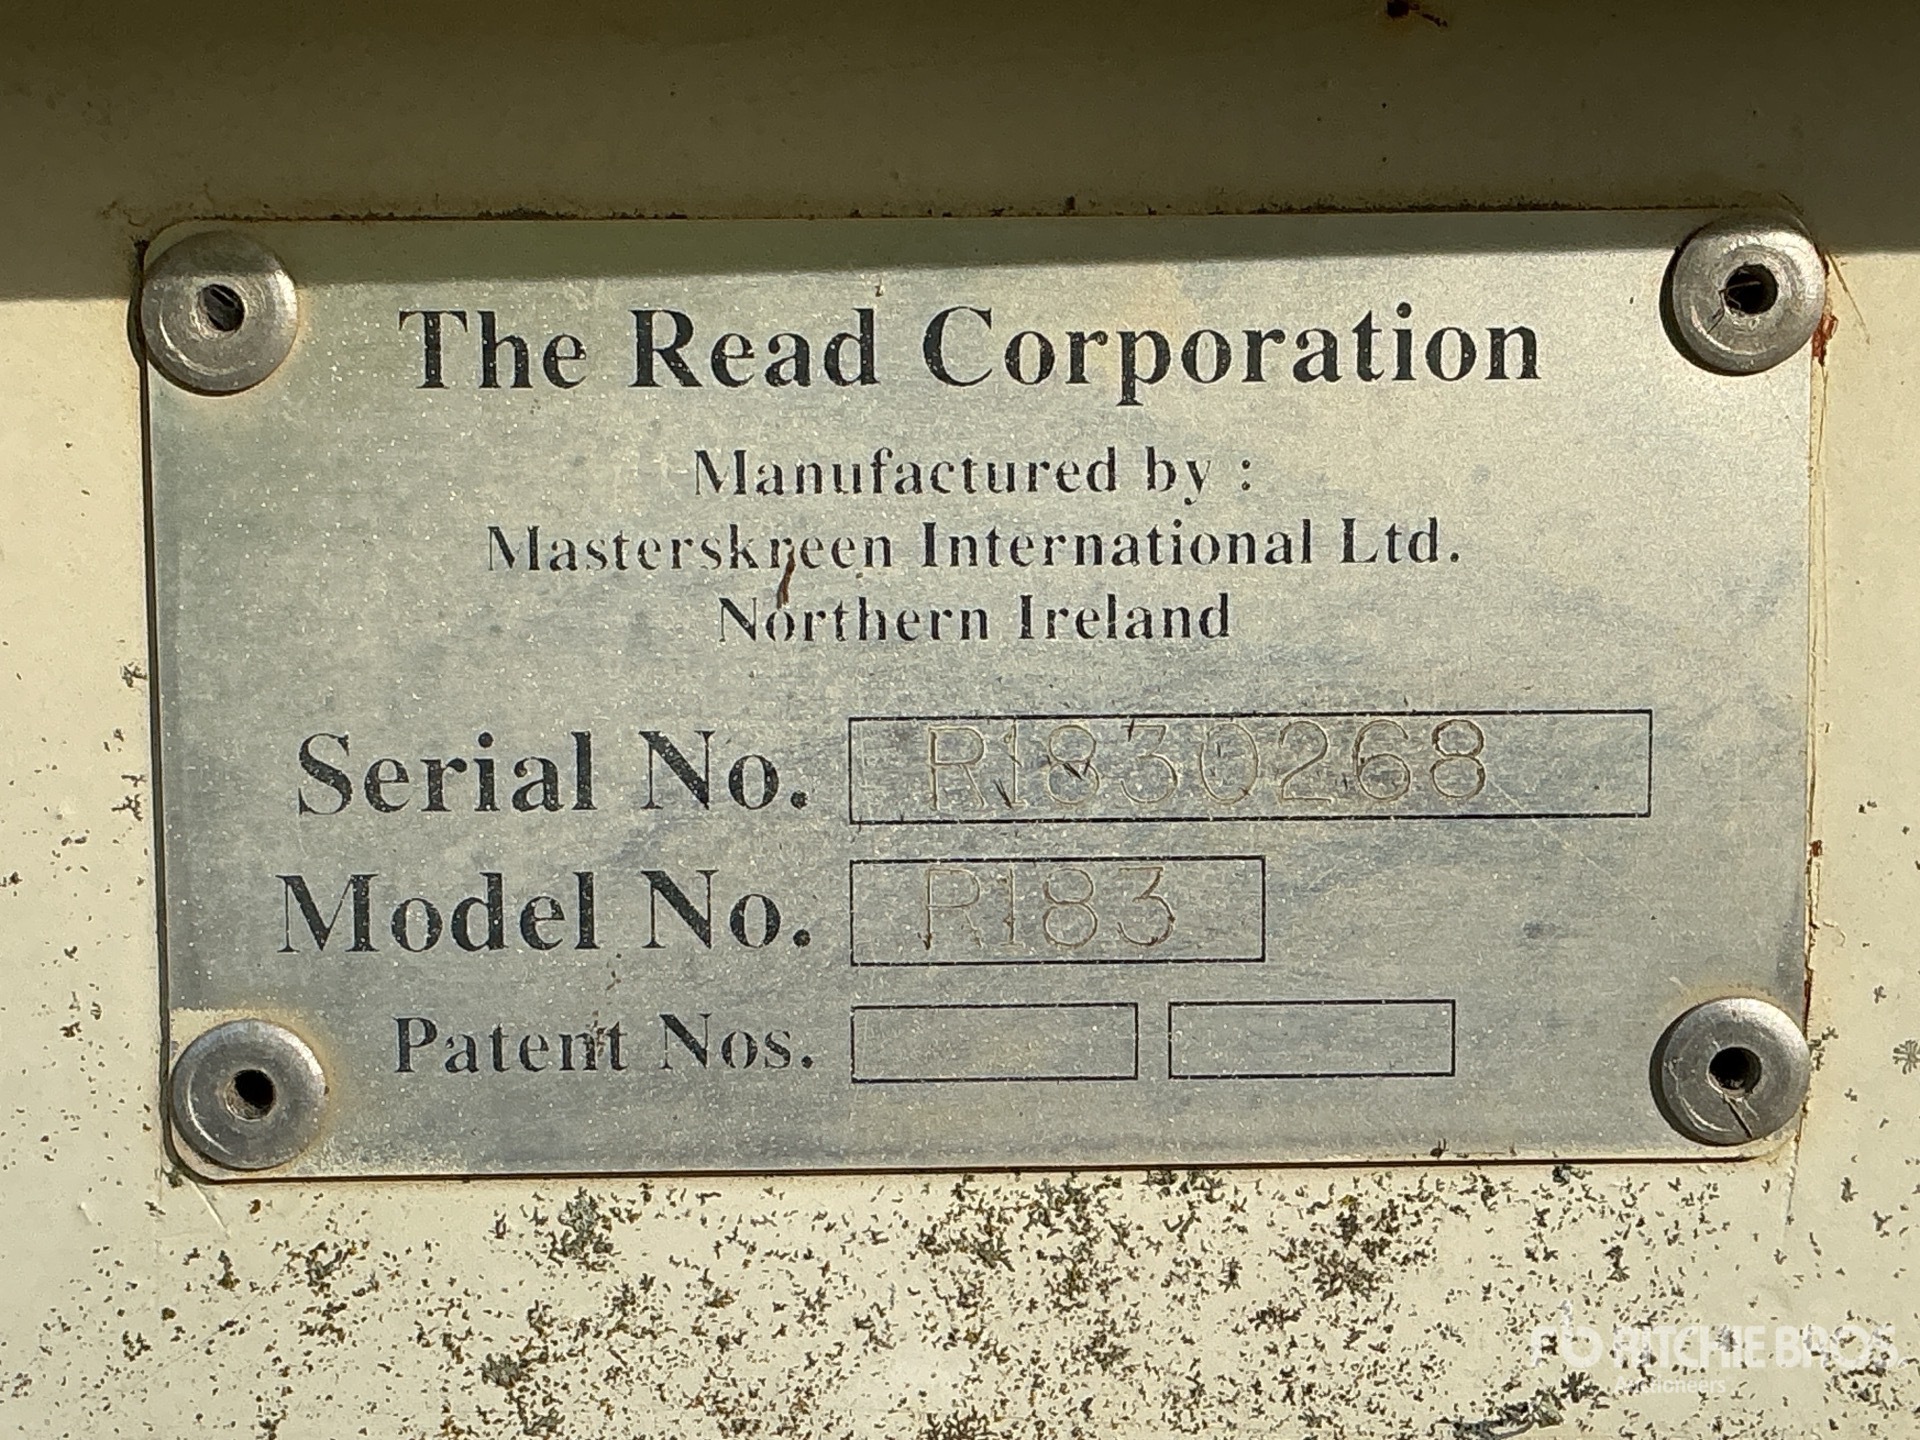 The Read Corporation
Manufactured by :
Masterskreen International Ltd.
Northern Ireland
Serial No. R1830268
Model No. R183
Patent Nos.
rb RITCHIE BROS.
Auctioneers